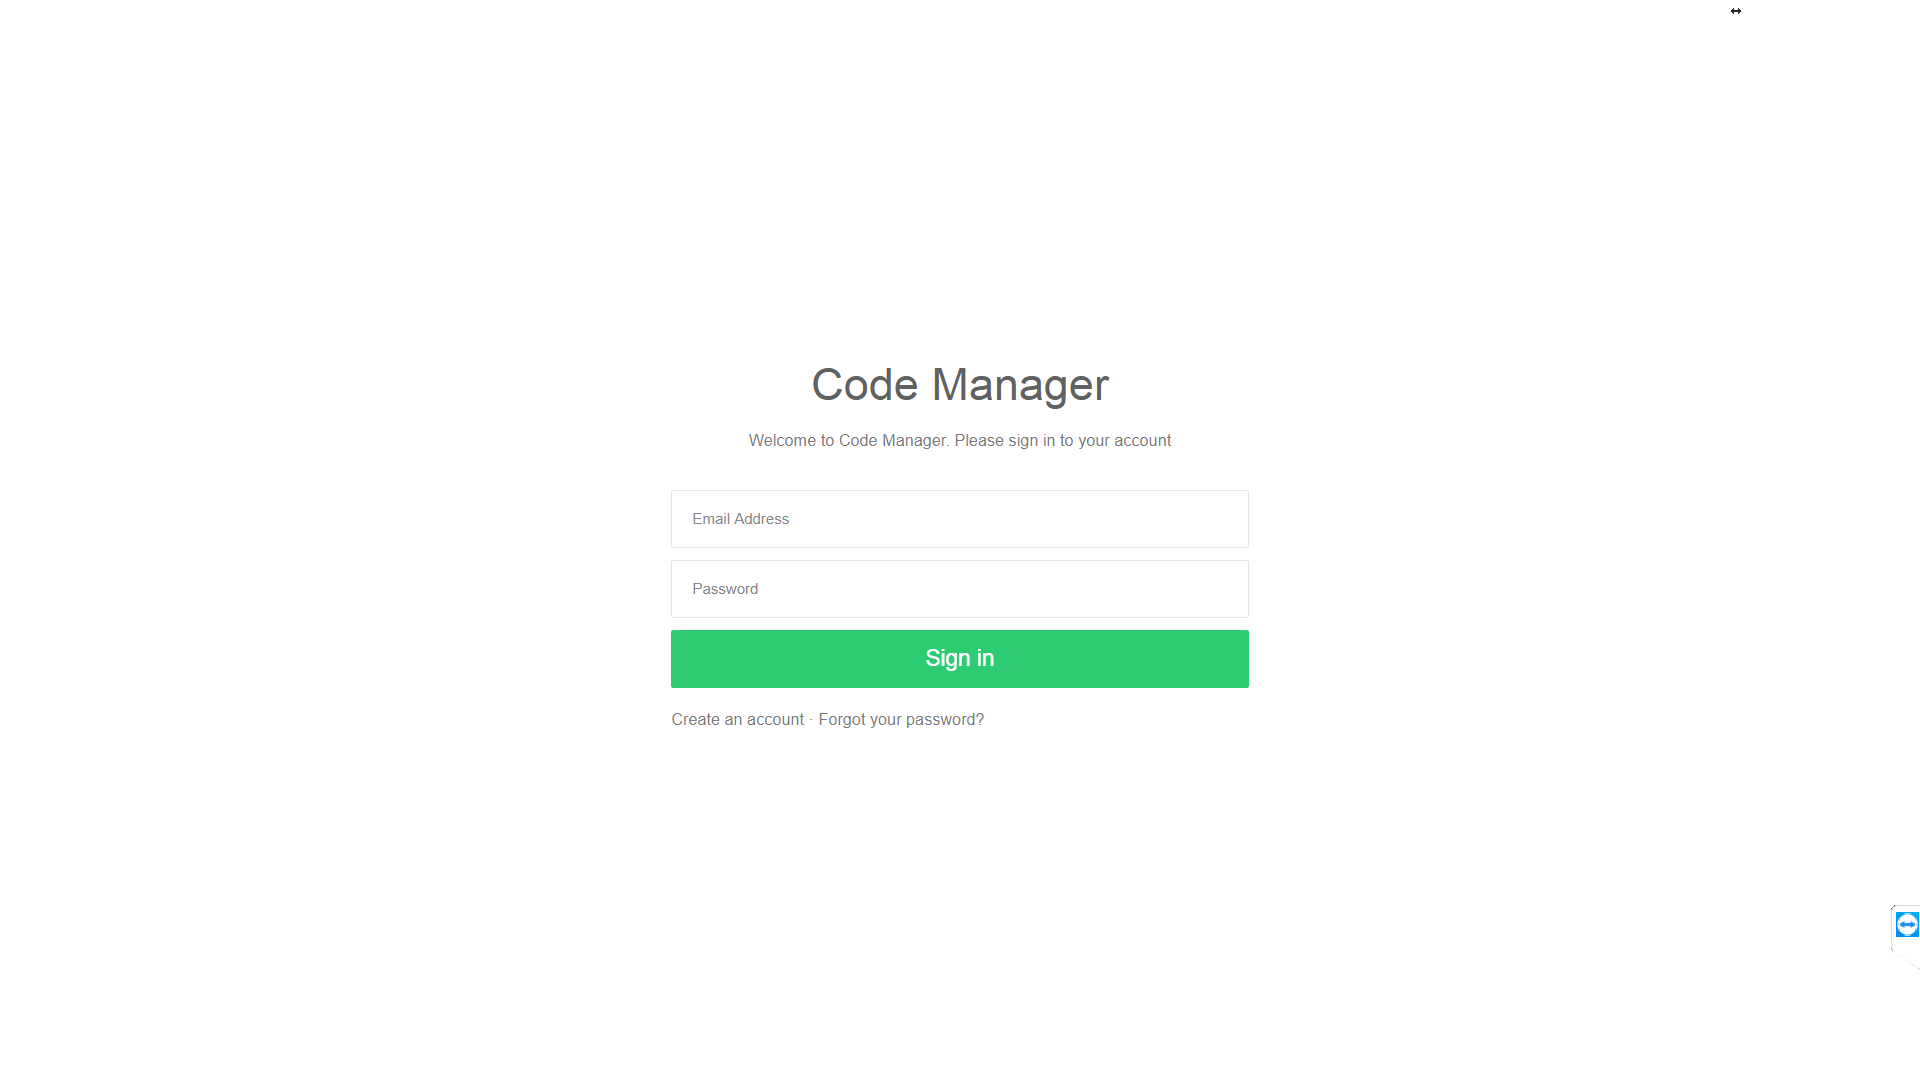 Code Manager
Welcome to Code Manager. Please sign in to your account
Email Address
Password
Sign in
Create an account · Forgot your password?